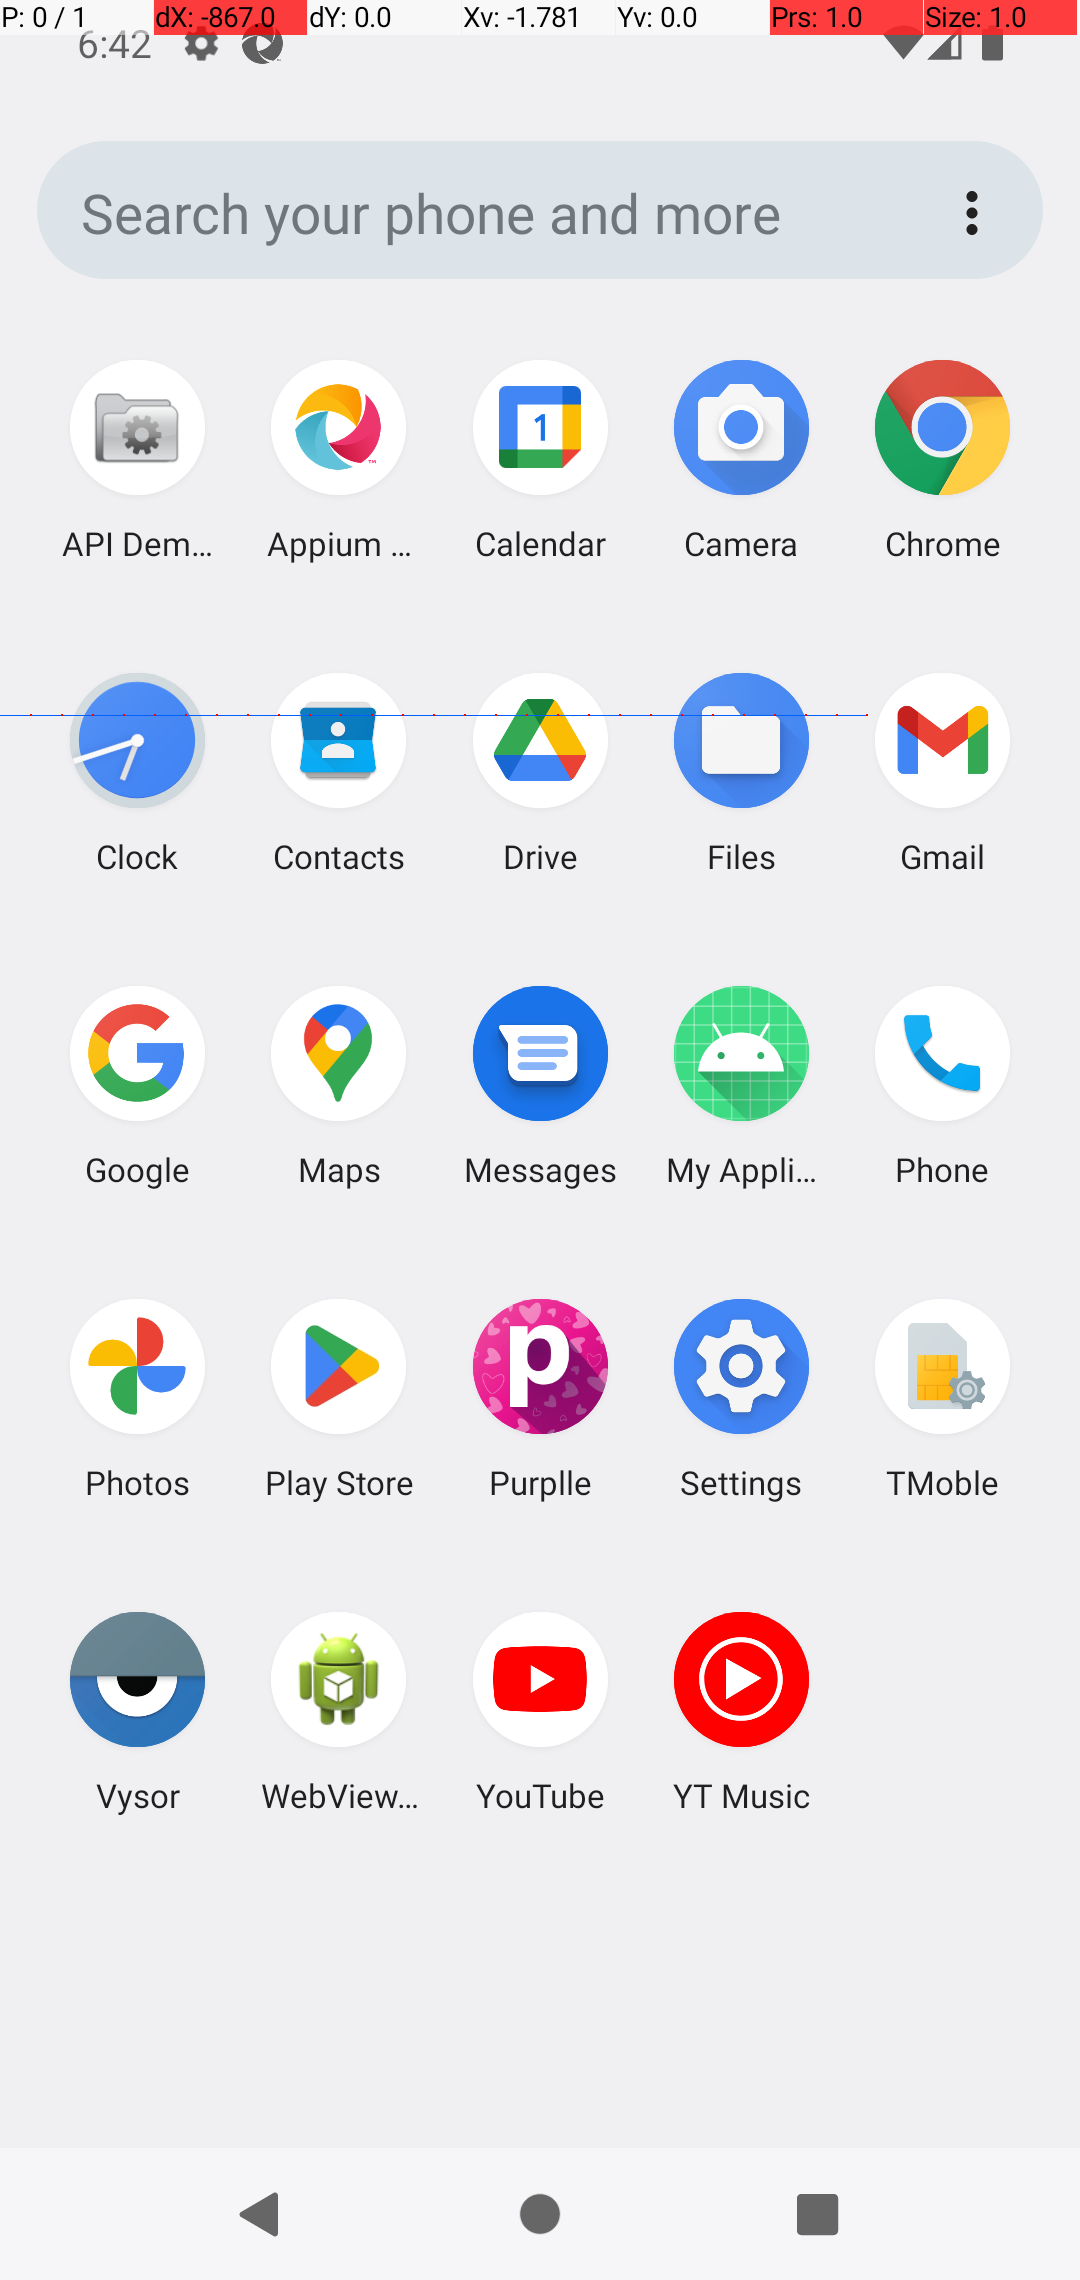 P: 0 / 1 dX: -867.0 dY: 0.0 Xv: -1.781 Yv: 0.0 Prs: 1.0 Size: 1.0
6:42
Search your phone and more
1
API Dem... Appium ... Calendar Camera Chrome
Clock Contacts Drive Files Gmail
Google Maps Messages My Appli... Phone
p
Photos Play Store Purplle Settings TMoble
Vysor WebView... YouTube YT Music